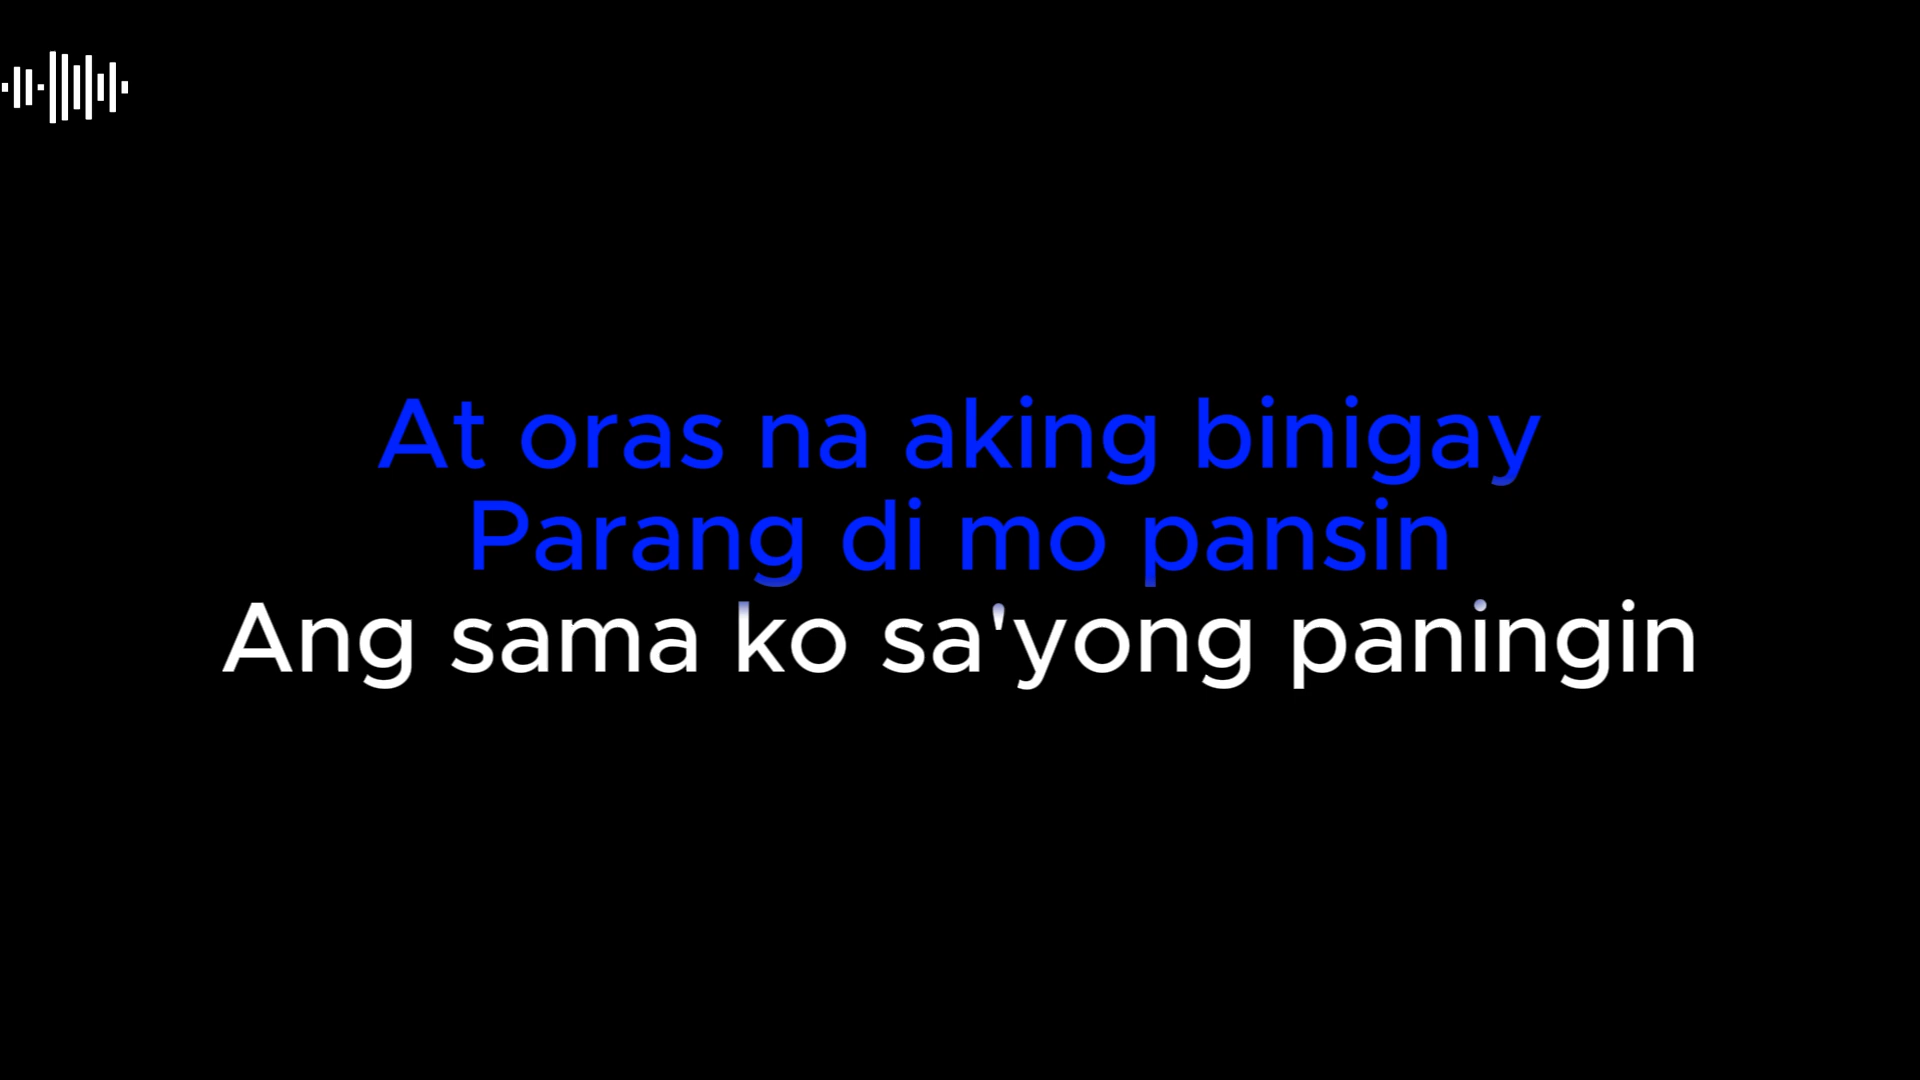 At oras na aking binigay
Parang di mo pansin
Ang sama ko sa'yong paningin